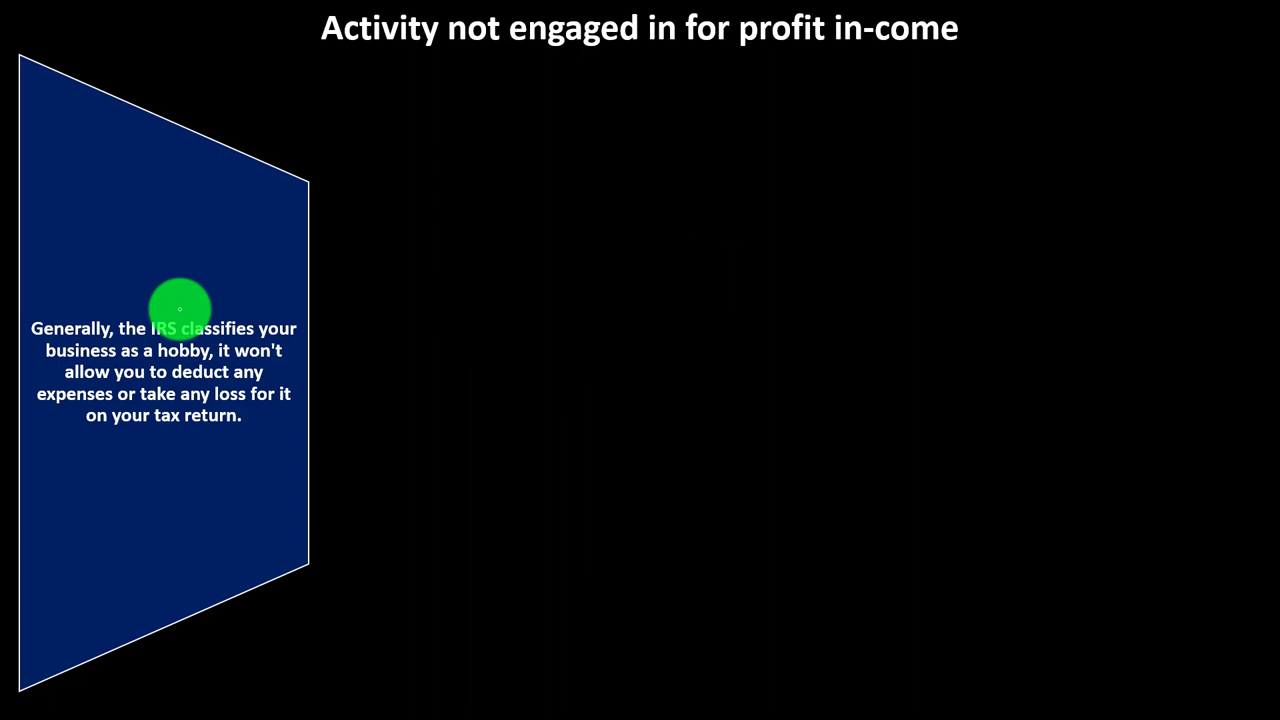 Activity not engaged in for profit in-come
Generally, the IRS classifies your
business as a hobby, it won't
allow you to deduct any
expenses or take any loss for it
on your tax return.